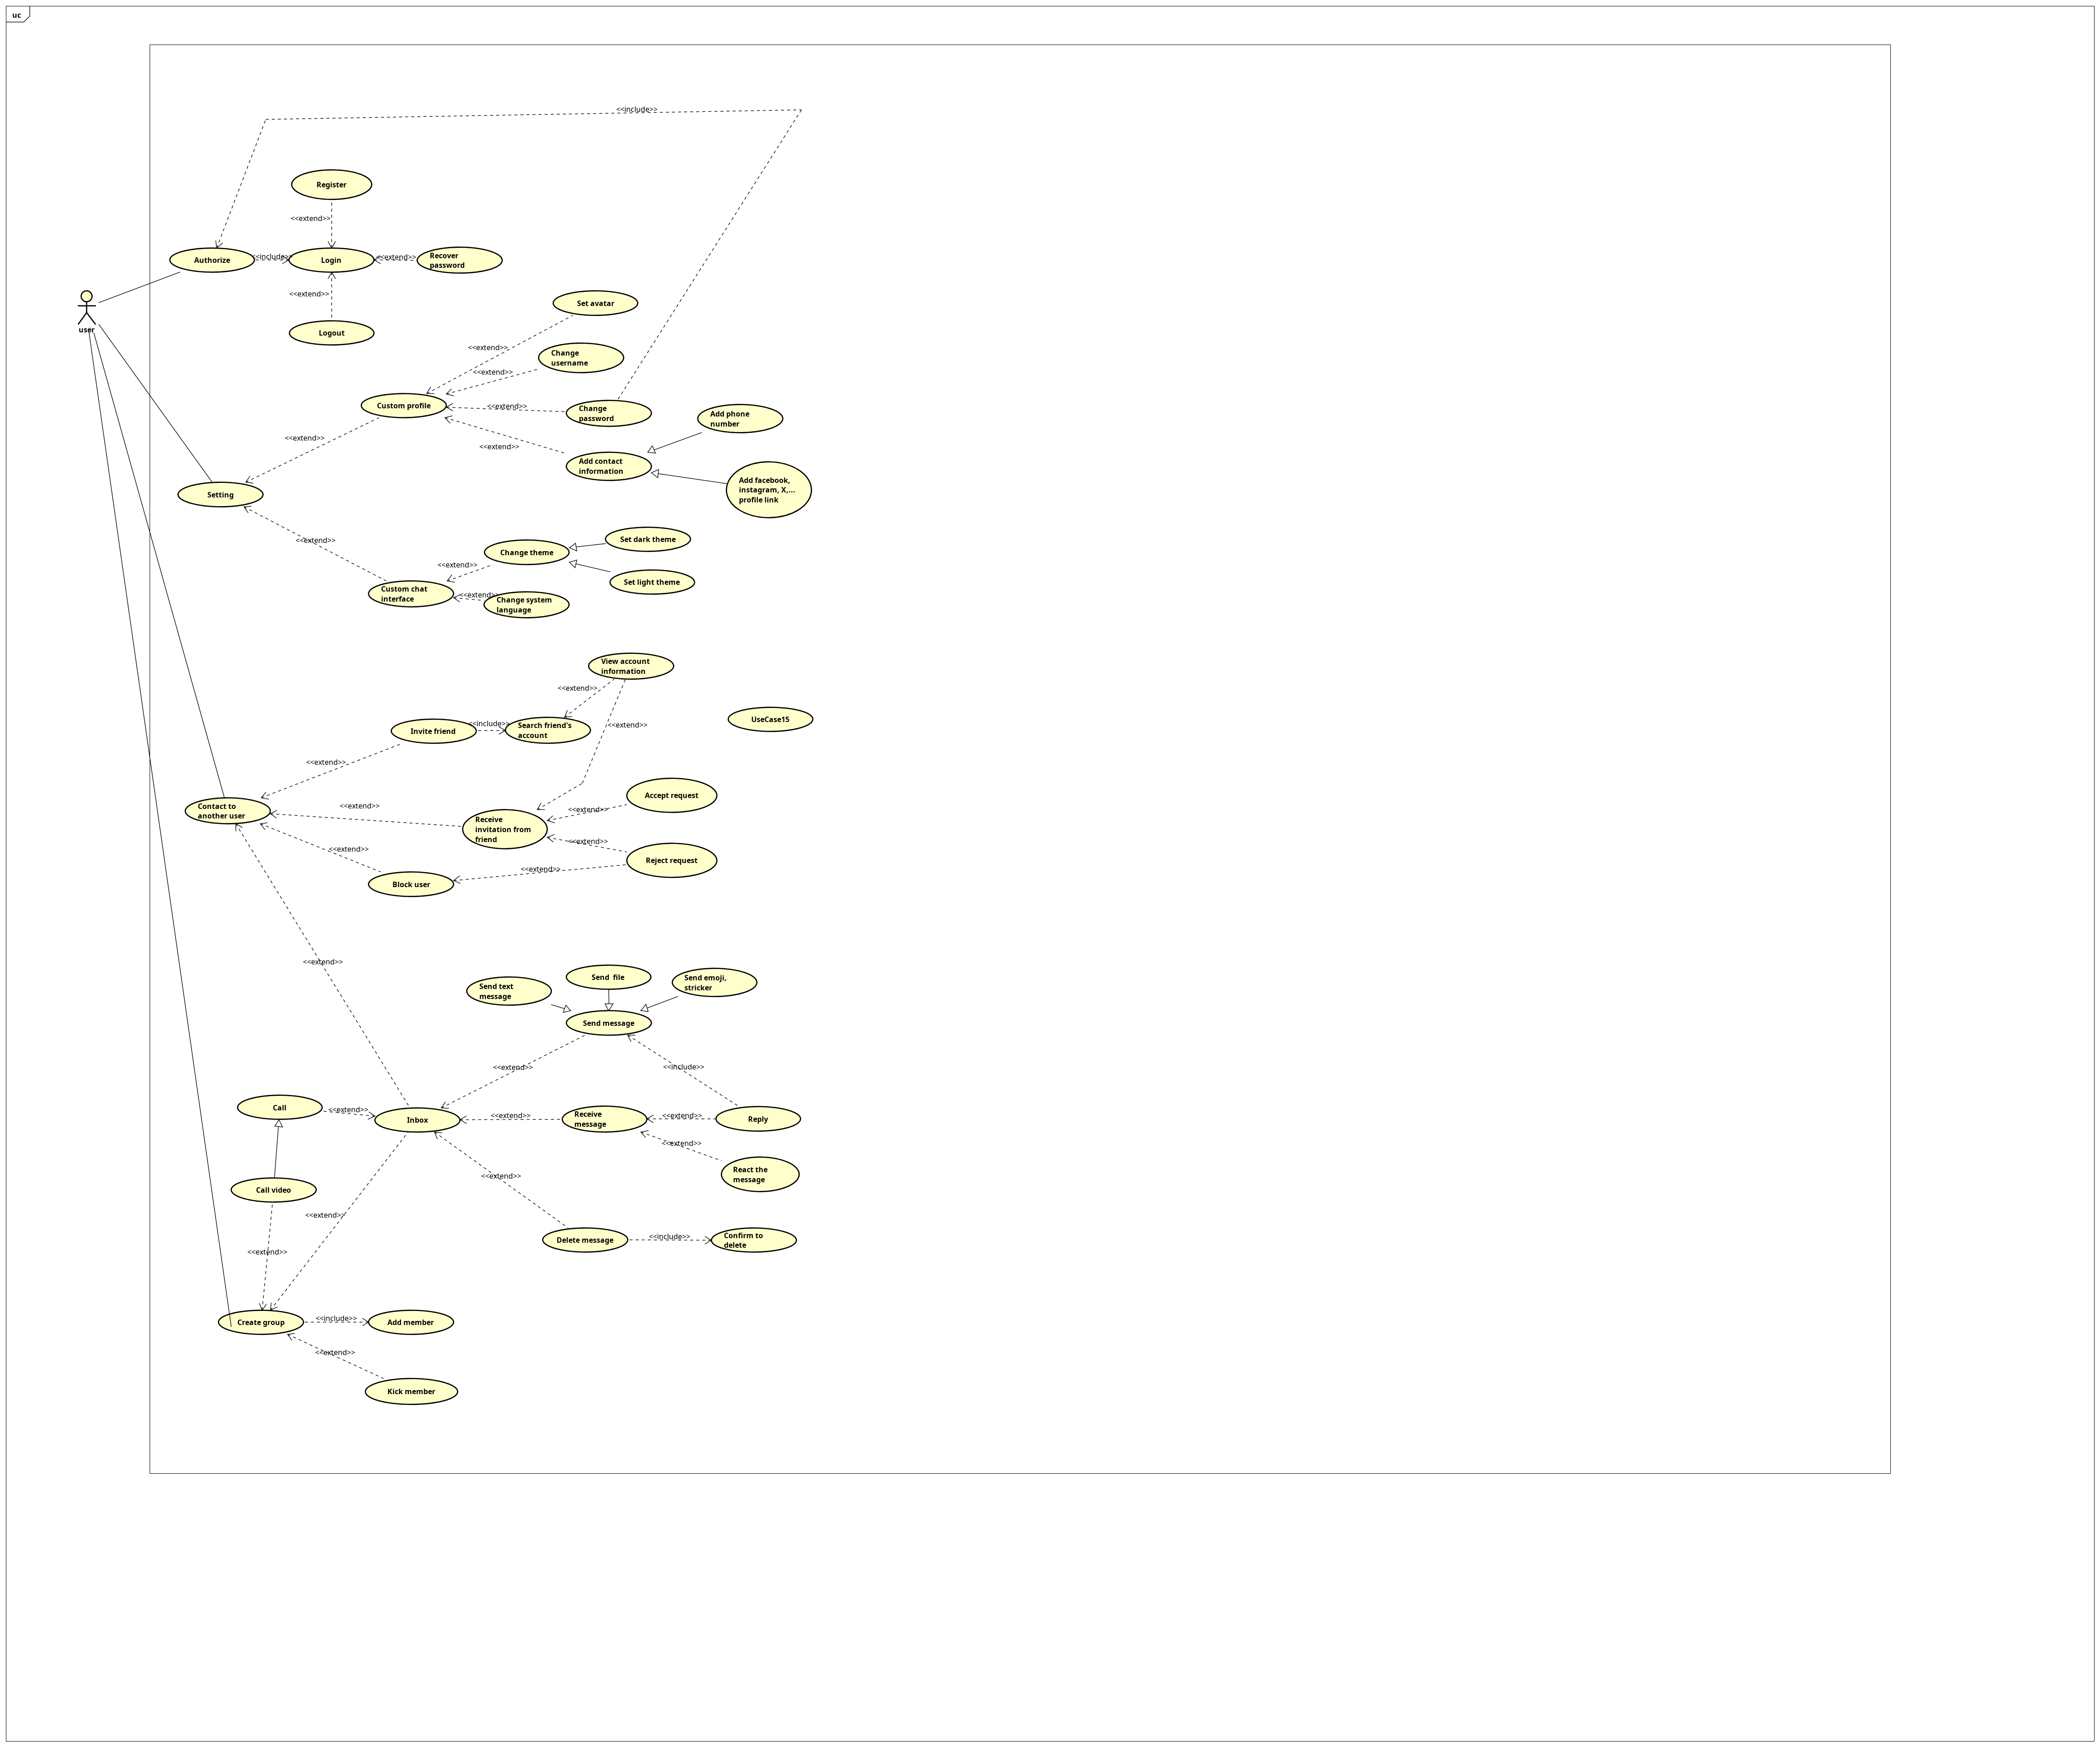 uc
<<include>>
Register
<<extend>>
Authorize
<<include>>
Login
<<extend>>
Recover
password
<<extend>>
Logout
user
Set avatar
<<extend>>
Change
username
<<extend>>
Custom profile
<<extend>>
Change
password
Add phone
number
<<extend>>
<<extend>>
Add contact
information
Add facebook,
instagram, X,...
profile link
Setting
<<extend>>
Change theme
Set dark theme
<<extend>>
Set light theme
Custom chat
interface
<<extend>>
Change system
language
View account
information
<<extend>>
<<extend>>
UseCase15
Invite friend
<<include>>
Search friend's
account
<<extend>>
Contact to
another user
<<extend>>
Receive
invitation from
friend
<<extend>>
Accept request
<<extend>>
Reject request
<<extend>>
Block user
<<extend>>
<<extend>>
Send text
message
Send  file
Send emoji,
stricker
Send message
<<extend>>
<<include>>
Call
<<extend>>
Inbox
<<extend>>
Receive
message
<<extend>>
Reply
<<extend>>
React the
message
Call video
<<extend>>
<<extend>>
<<extend>>
Delete message
<<include>>
Confirm to
delete
Create group
<<include>>
Add member
<<extend>>
Kick member